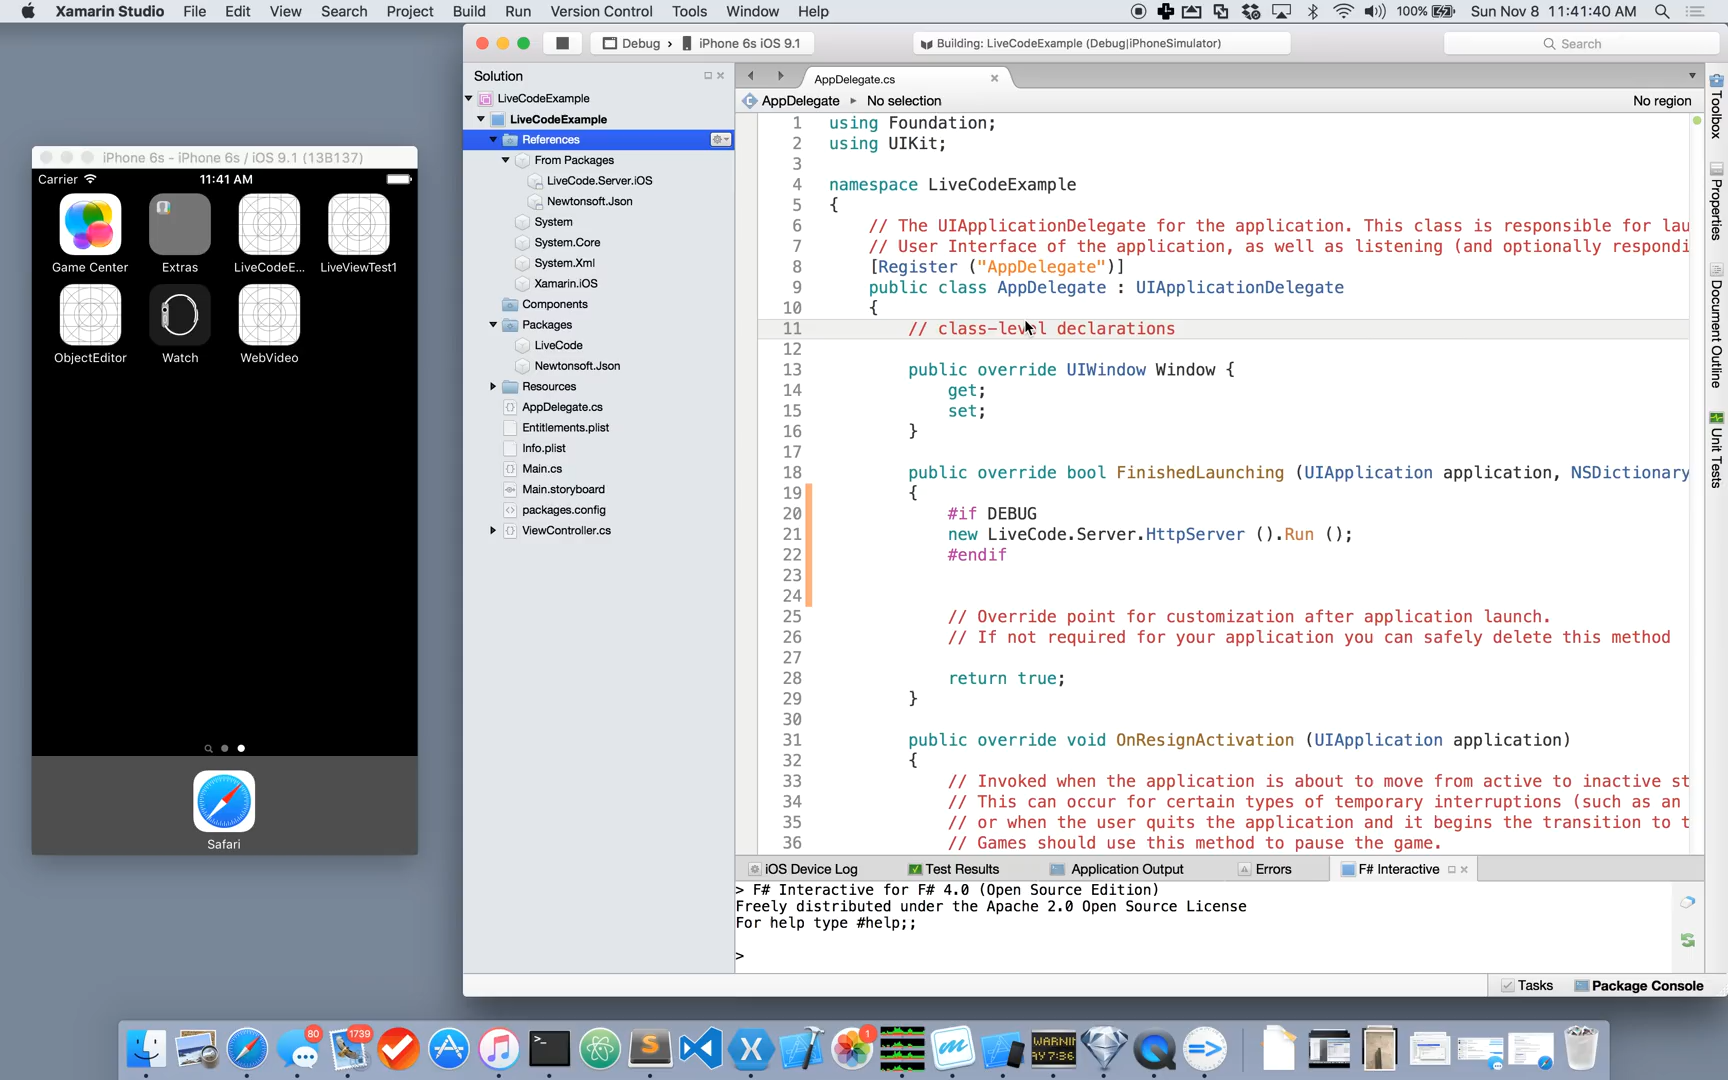 Xamarin Studio File Edit View Search Project Build Run Version Control Tools Window Help
100% Sun Nov 8 11:41:40 AM
Debug › iPhone 6s iOS 9.1
Building: LiveCodeExample (Debug|iPhoneSimulator)
Search
iPhone 6s - iPhone 6s / iOS 9.1 (13B137)
Carrier 11:41 AM
Game Center Extras LiveCodeE... LiveViewTest1
ObjectEditor Watch WebVideo
Safari
Solution
LiveCodeExample
LiveCodeExample
References
From Packages
LiveCode.Server.iOS
Newtonsoft.Json
System
System.Core
System.Xml
Xamarin.iOS
Components
Packages
LiveCode
Newtonsoft.Json
Resources
AppDelegate.cs
Entitlements.plist
Info.plist
Main.cs
Main.storyboard
packages.config
ViewController.cs
AppDelegate.cs
AppDelegate No selection No region
1 using Foundation;
2 using UIKit;
3
4 namespace LiveCodeExample
5 {
6 // The UIApplicationDelegate for the application. This class is responsible for lau
7 // User Interface of the application, as well as listening (and optionally respondi
8 [Register ("AppDelegate")]
9 public class AppDelegate : UIApplicationDelegate
10 {
11 // class-level declarations
12
13 public override UIWindow Window {
14 get;
15 set;
16 }
17
18 public override bool FinishedLaunching (UIApplication application, NSDictionary
19 {
20 #if DEBUG
21 new LiveCode.Server.HttpServer ().Run ();
22 #endif
23
24
25 // Override point for customization after application launch.
26 // If not required for your application you can safely delete this method
27
28 return true;
29 }
30
31 public override void OnResignActivation (UIApplication application)
32 {
33 // Invoked when the application is about to move from active to inactive st
34 // This can occur for certain types of temporary interruptions (such as an
35 // or when the user quits the application and it begins the transition to t
36 // Games should use this method to pause the game.
Toolbox
Properties
Document Outline
Unit Tests
iOS Device Log Test Results Application Output Errors F# Interactive
> F# Interactive for F# 4.0 (Open Source Edition)
Freely distributed under the Apache 2.0 Open Source License
For help type #help;;
>
Tasks Package Console
80 1739 1
WARNIN
AY 7:36